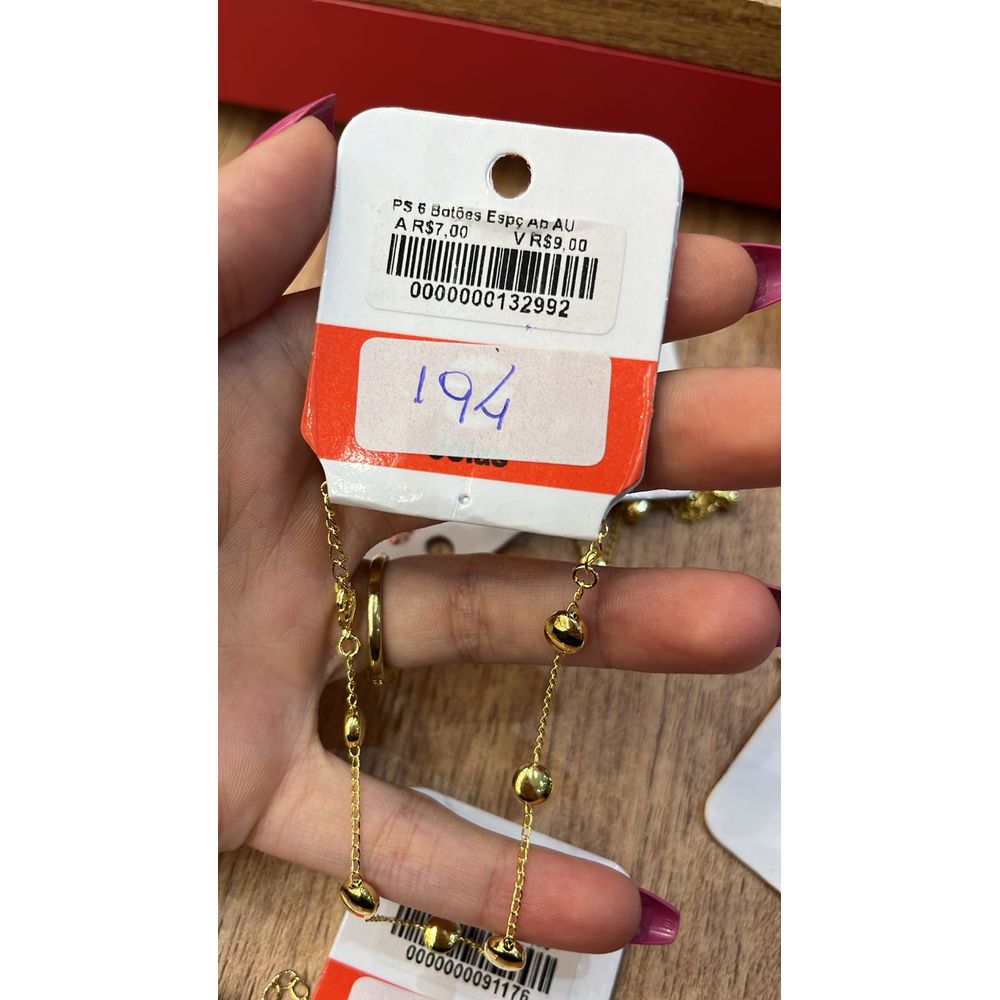 PS 6 Botões Espç Ab AU
A R$7,00 V R$9,00
0000000132992
194
0000000091176